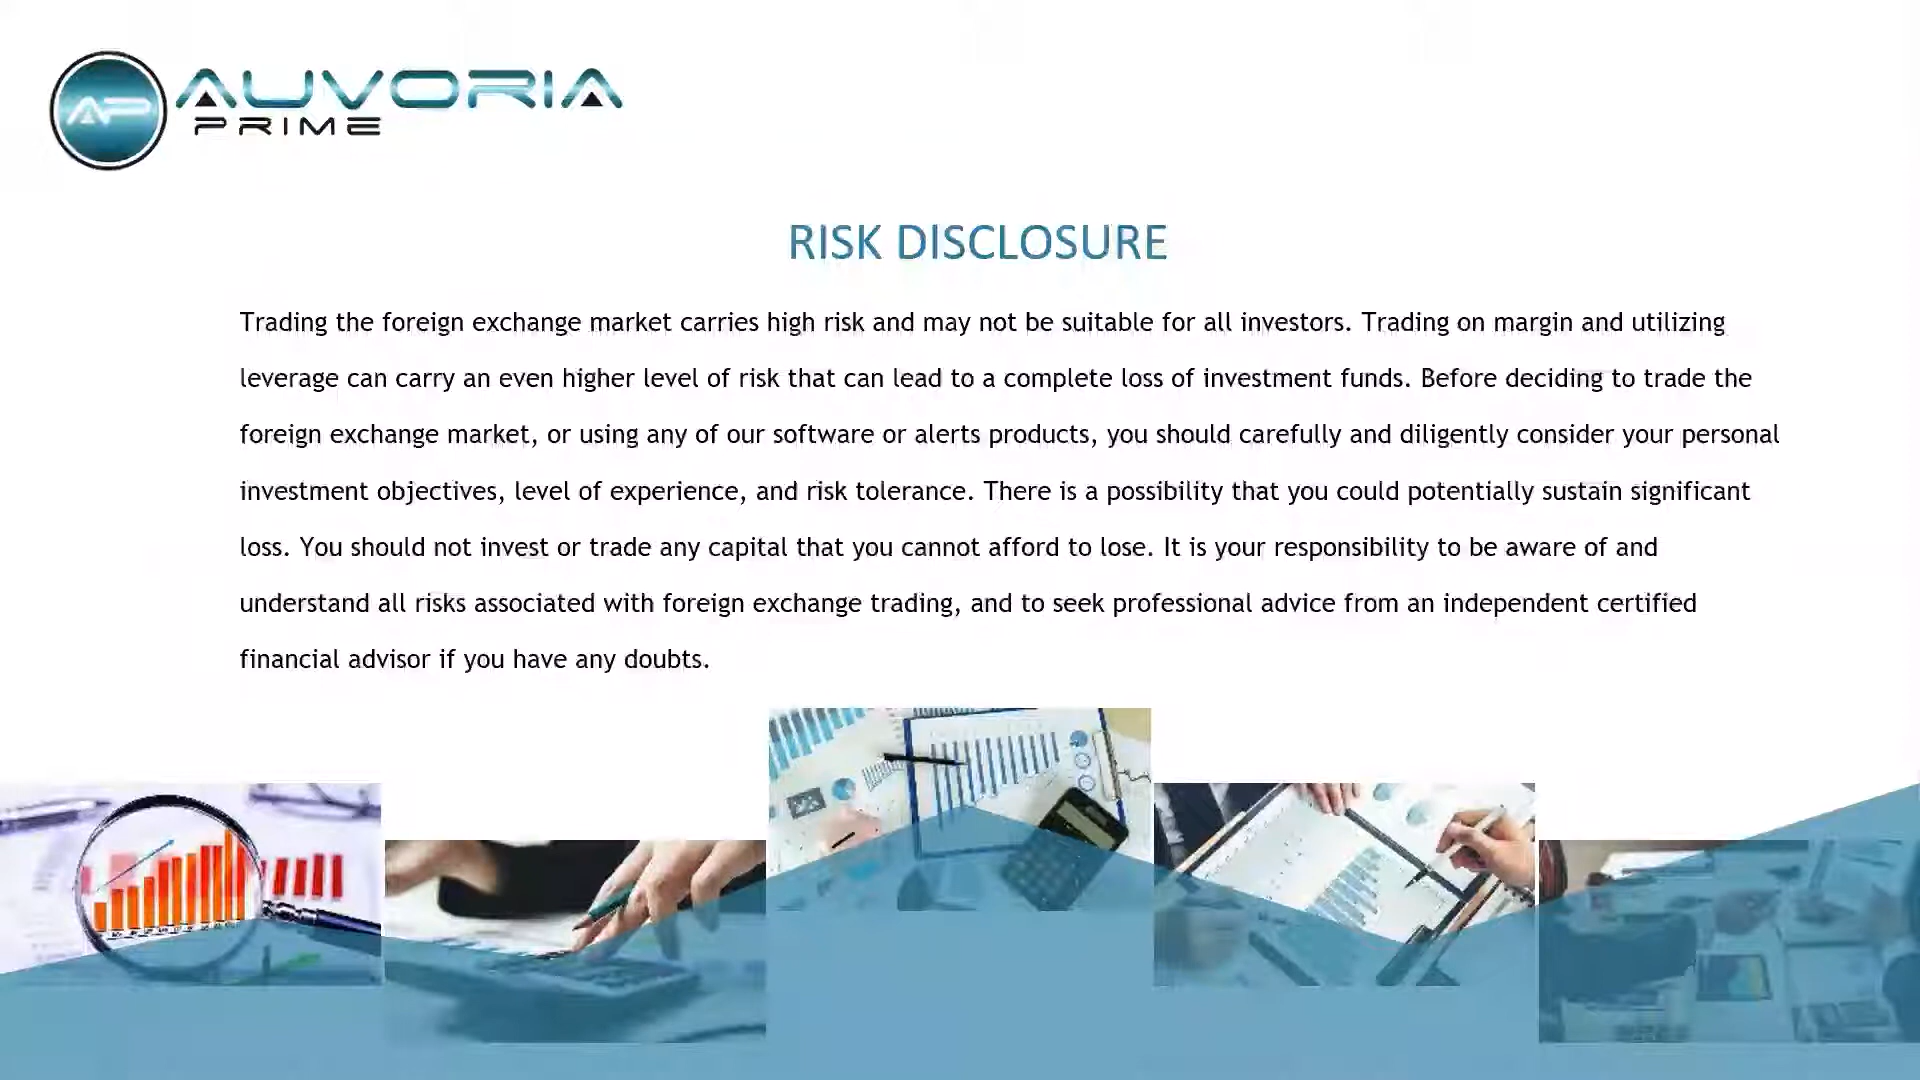 AP
AUVORIA
PRIME
RISK DISCLOSURE
Trading the foreign exchange market carries high risk and may not be suitable for all investors. Trading on margin and utilizing
leverage can carry an even higher level of risk that can lead to a complete loss of investment funds. Before deciding to trade the
foreign exchange market, or using any of our software or alerts products, you should carefully and diligently consider your personal
investment objectives, level of experience, and risk tolerance. There is a possibility that you could potentially sustain significant
loss. You should not invest or trade any capital that you cannot afford to lose. It is your responsibility to be aware of and
understand all risks associated with foreign exchange trading, and to seek professional advice from an independent certified
financial advisor if you have any doubts.